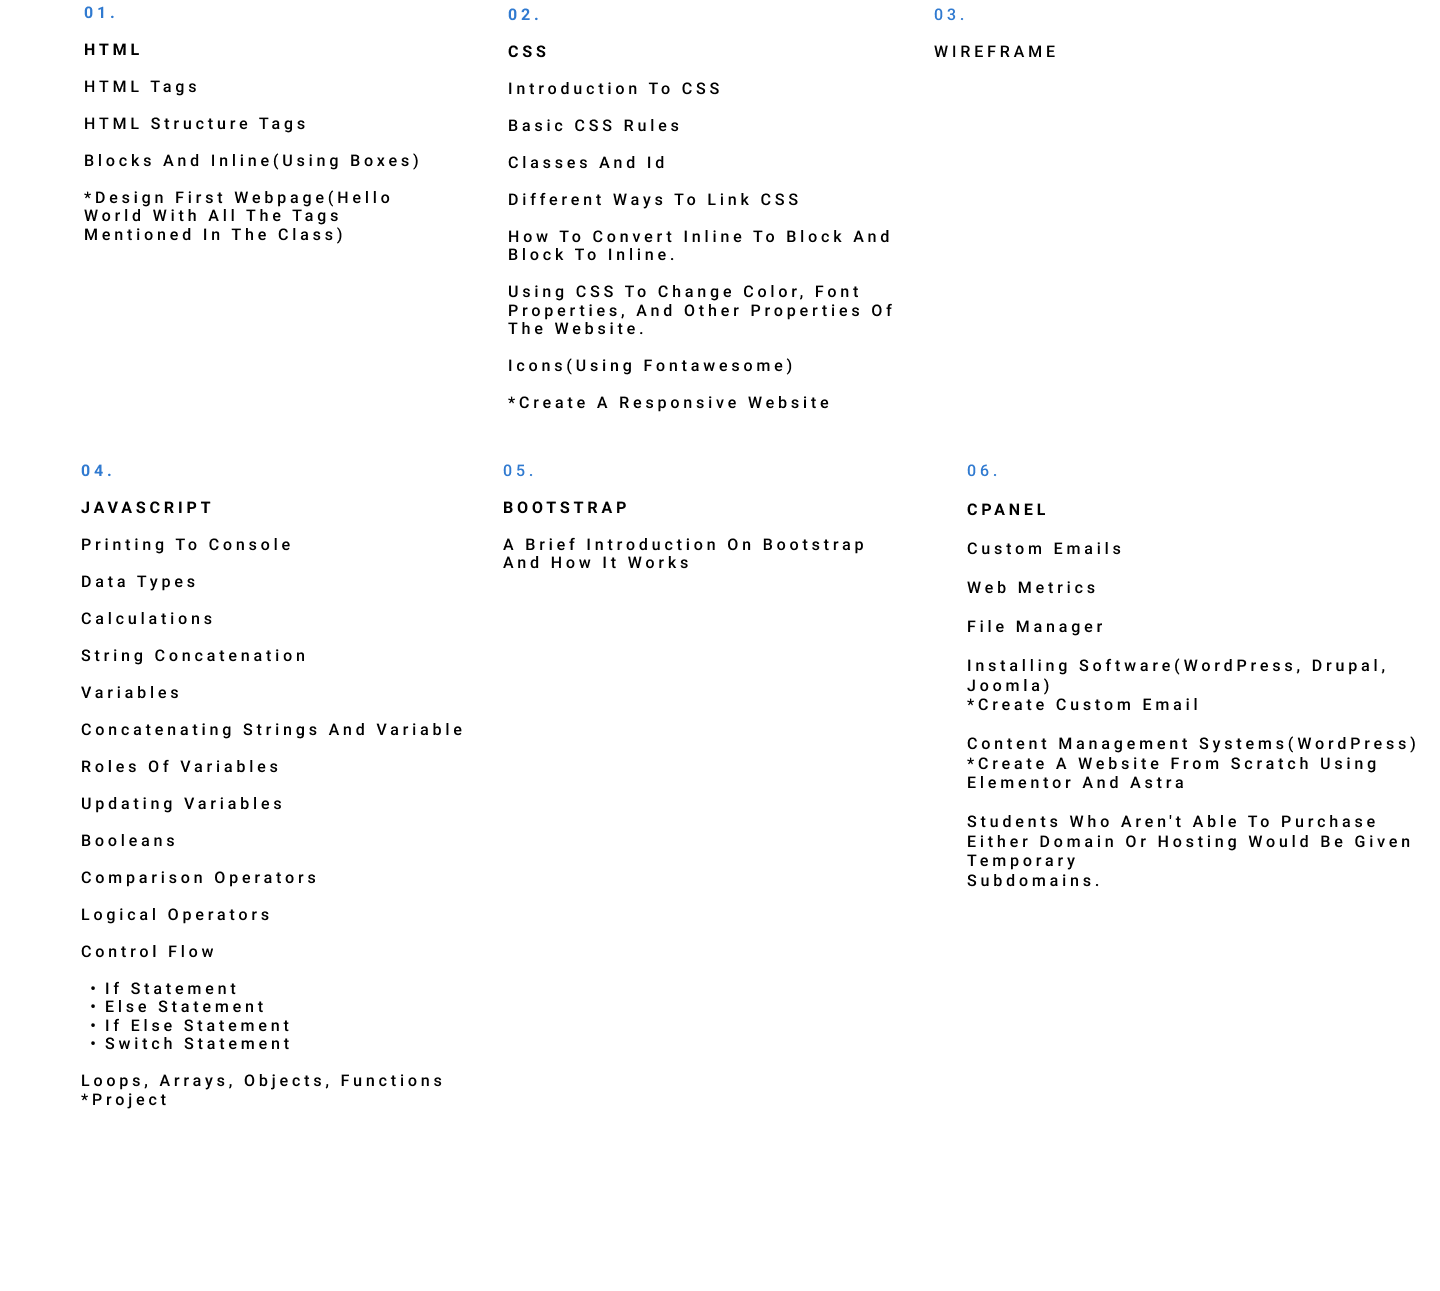 01.
HTML
HTML Tags
HTML Structure Tags
Blocks And Inline(Using Boxes)
*Design First Webpage(Hello
World With All The Tags
Mentioned In The Class)
02.
CSS
Introduction To CSS
Basic CSS Rules
Classes And Id
Different Ways To Link CSS
How To Convert Inline To Block And
Block To Inline.
Using CSS To Change Color, Font
Properties, And Other Properties Of
The Website.
Icons(Using Fontawesome)
*Create A Responsive Website
03.
WIREFRAME
04.
JAVASCRIPT
Printing To Console
Data Types
Calculations
String Concatenation
Variables
Concatenating Strings And Variable
Roles Of Variables
Updating Variables
Booleans
Comparison Operators
Logical Operators
Control Flow
• If Statement
• Else Statement
• If Else Statement
• Switch Statement
Loops, Arrays, Objects, Functions
*Project
05.
BOOTSTRAP
A Brief Introduction On Bootstrap
And How It Works
06.
CPANEL
Custom Emails
Web Metrics
File Manager
Installing Software(WordPress, Drupal,
Joomla)
*Create Custom Email
Content Management Systems(WordPress)
*Create A Website From Scratch Using
Elementor And Astra
Students Who Aren't Able To Purchase
Either Domain Or Hosting Would Be Given
Temporary
Subdomains.